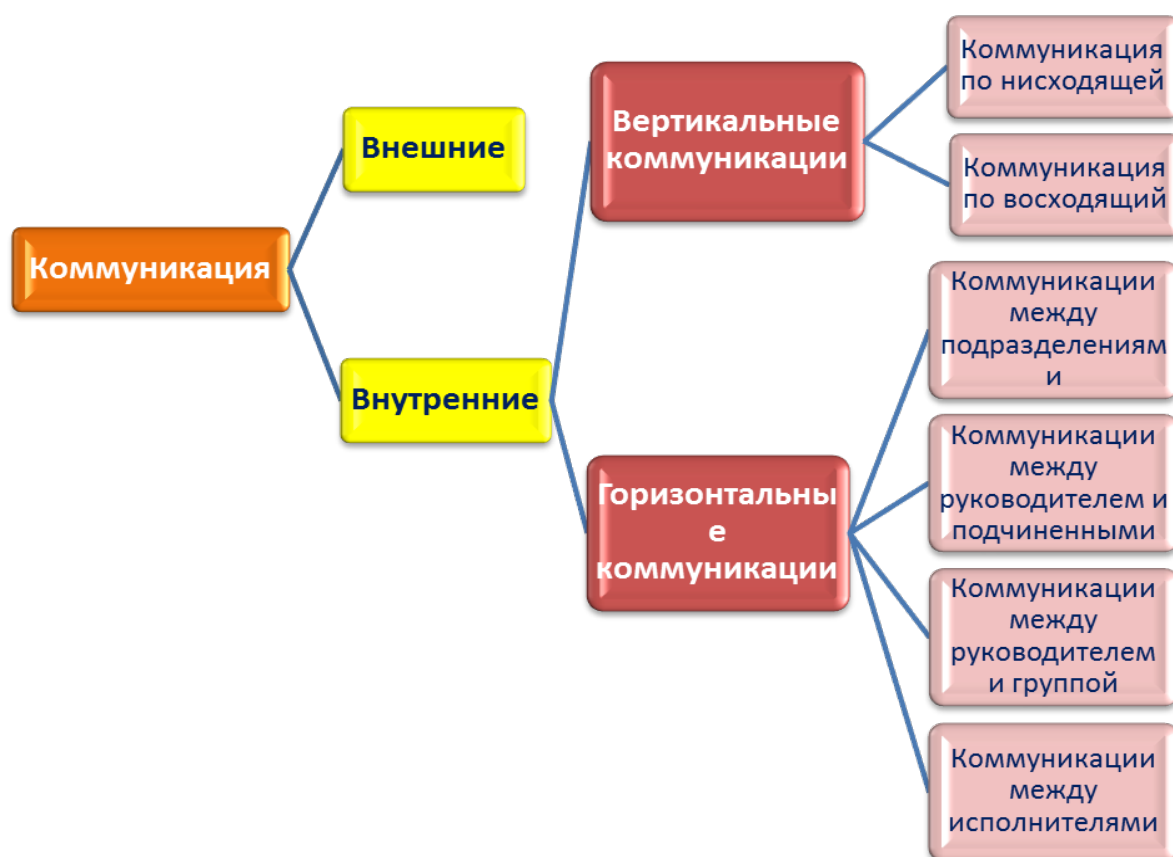 Коммуникация
Внешние
Внутренние
Вертикальные
коммуникации
Горизонтальны
е
коммуникации
Коммуникация
по нисходящей
Коммуникация
по восходящий
Коммуникации
между
подразделениям
и
Коммуникации
между
руководителем и
подчиненными
Коммуникации
между
руководителем
и группой
Коммуникации
между
исполнителями